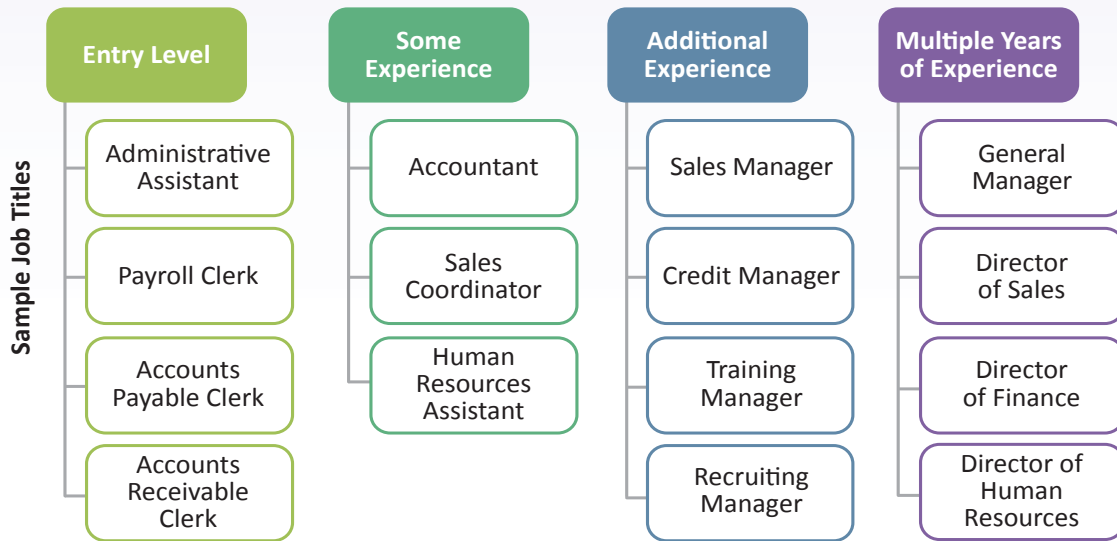 Entry Level
Some
Experience
Additional
Experience
Multiple Years
of Experience
Sample Job Titles
Administrative
Assistant
Payroll Clerk
Accounts
Payable Clerk
Accounts
Receivable
Clerk
Accountant
Sales
Coordinator
Human
Resources
Assistant
Sales Manager
Credit Manager
Training
Manager
Recruiting
Manager
General
Manager
Director
of Sales
Director
of Finance
Director of
Human
Resources